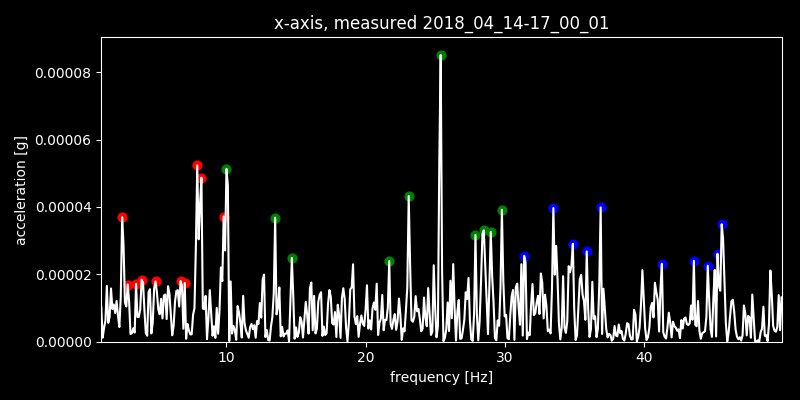 x-axis, measured 2018_04_14-17_00_01
0.00008
0.00006
0.00004
0.00002
0.00000
acceleration [g]
10 20 30 40
frequency [Hz]